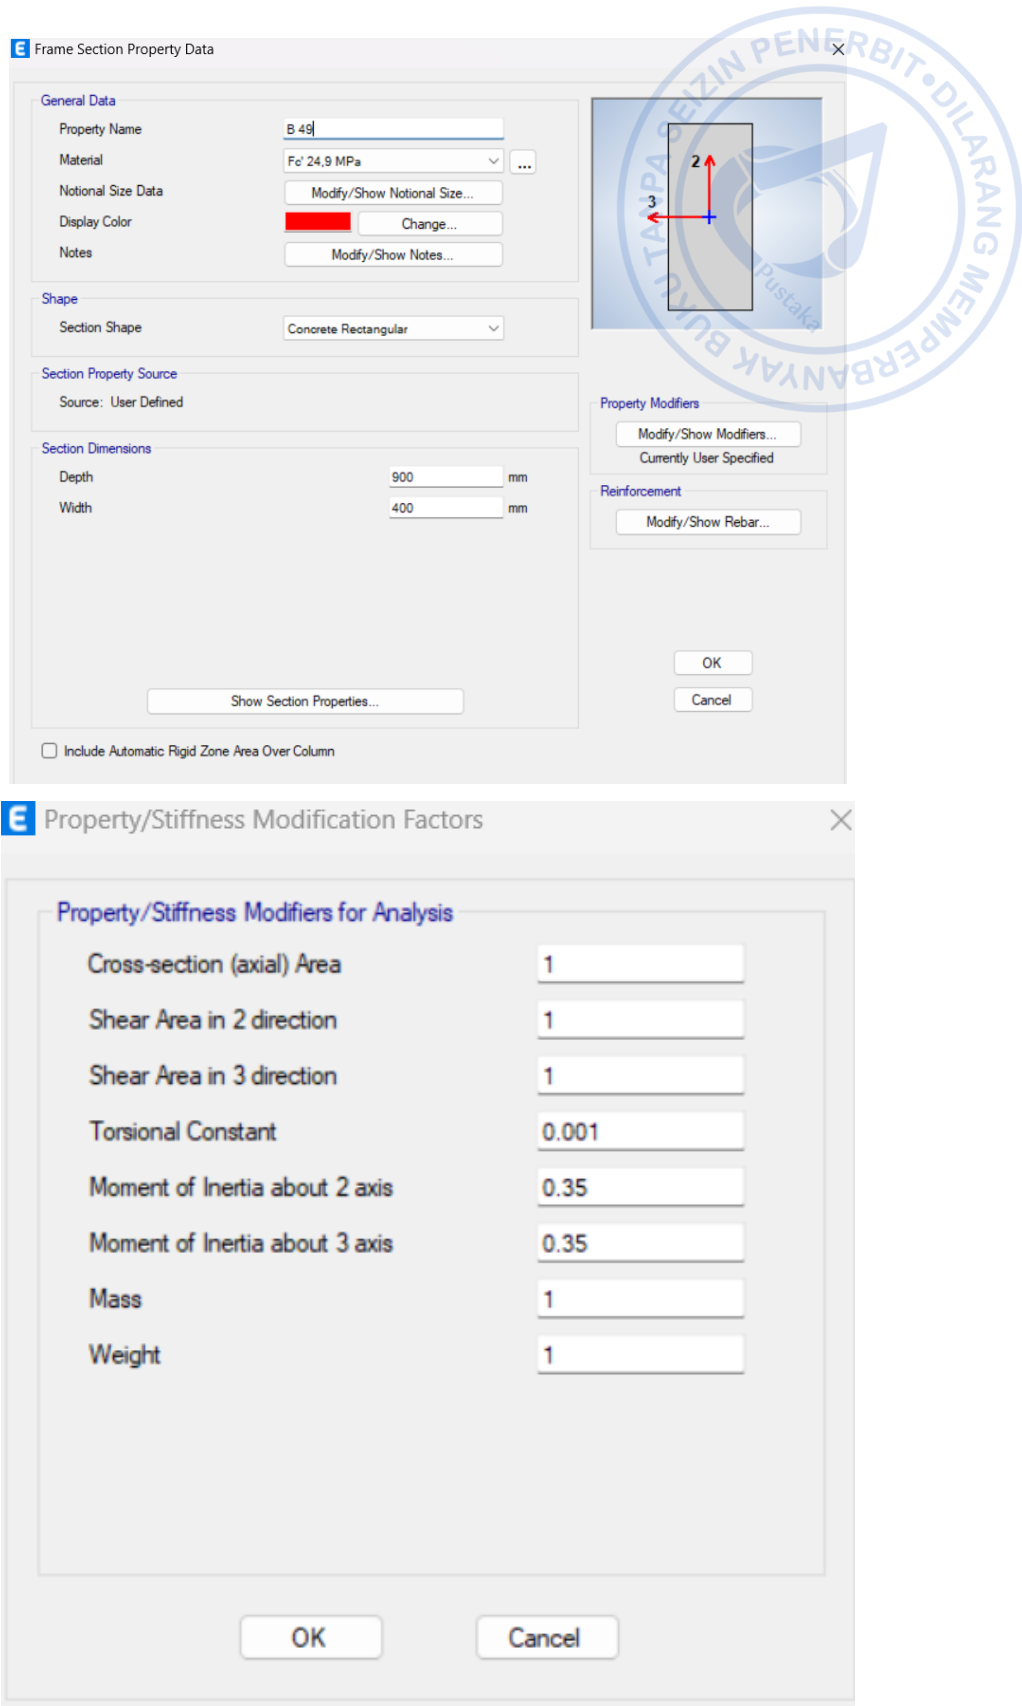 E Frame Section Property Data
General Data
Property Name B 49
Material Fc' 24,9 MPa ...
Notional Size Data Modify/Show Notional Size...
Display Color Change...
Notes Modify/Show Notes...
2
3
Shape
Section Shape Concrete Rectangular
Section Property Source
Source: User Defined
Property Modifiers
Modify/Show Modifiers...
Currently User Specified
Section Dimensions
Depth 900 mm
Width 400 mm
Reinforcement
Modify/Show Rebar...
OK
Show Section Properties...
Cancel
Include Automatic Rigid Zone Area Over Column
DILARANG MEMPERBANYAK BUKU TANPA SEIZIN PENERBIT
Pustaka
E Property/Stiffness Modification Factors
Property/Stiffness Modifiers for Analysis
Cross-section (axial) Area 1
Shear Area in 2 direction 1
Shear Area in 3 direction 1
Torsional Constant 0.001
Moment of Inertia about 2 axis 0.35
Moment of Inertia about 3 axis 0.35
Mass 1
Weight 1
OK Cancel